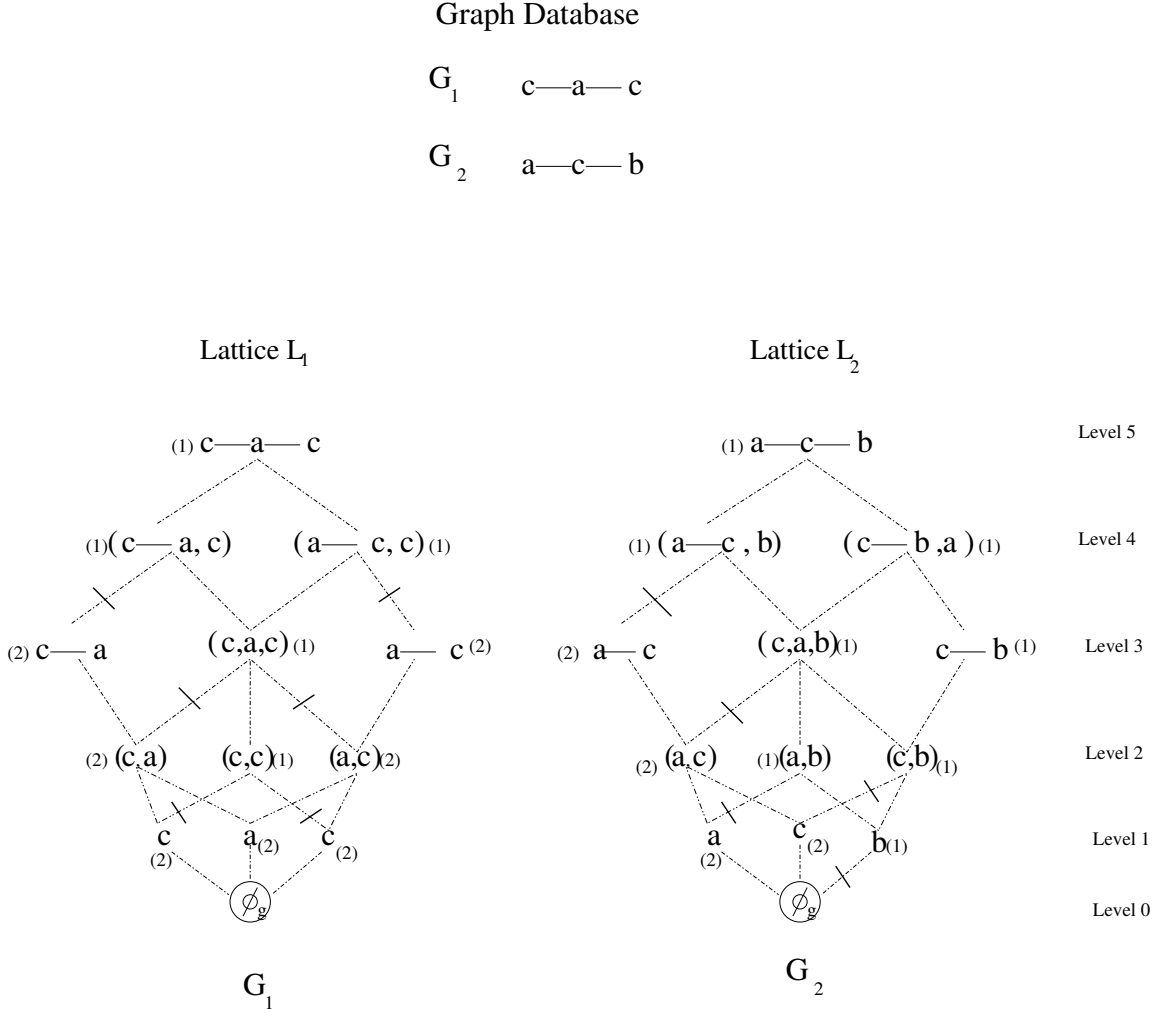 Graph Database
G1 c—a—c
G2 a—c—b
Lattice L1 Lattice L2
(1) c—a—c (1) a—c—b Level 5
(1)(c—a, c) (a—c, c)(1) (1) (a—c , b) (c—b ,a )(1) Level 4
(2) c—a (c,a,c)(1) a—c (2) (2) a—c (c,a,b)(1) c—b (1) Level 3
(2) (c,a) (c,c)(1) (a,c)(2) (2) (a,c) (1)(a,b) (c,b)(1) Level 2
c (2) a(2) c (2) a (2) c (2) b(1) Level 1
∅g ∅g Level 0
G1 G2